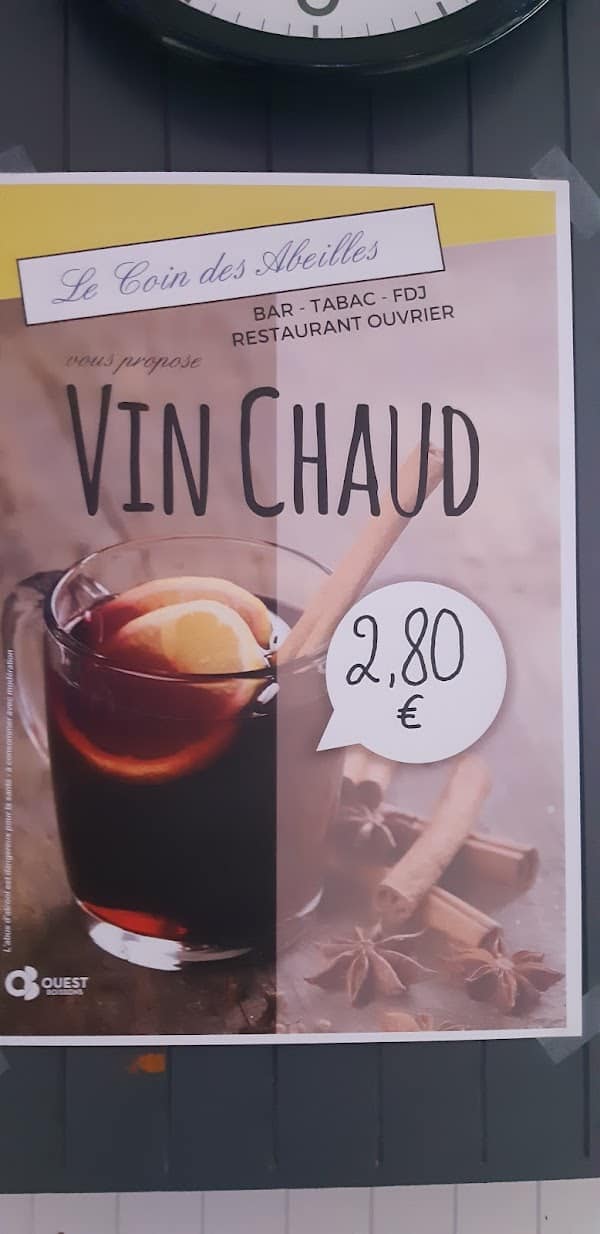 Le Coin des Abeilles
BAR - TABAC - FDJ
RESTAURANT OUVRIER
vous propose
VIN CHAUD
2,80
€
L'abus d'alcool est dangereux pour la santé - à consommer avec modération
OUEST
BOISSONS